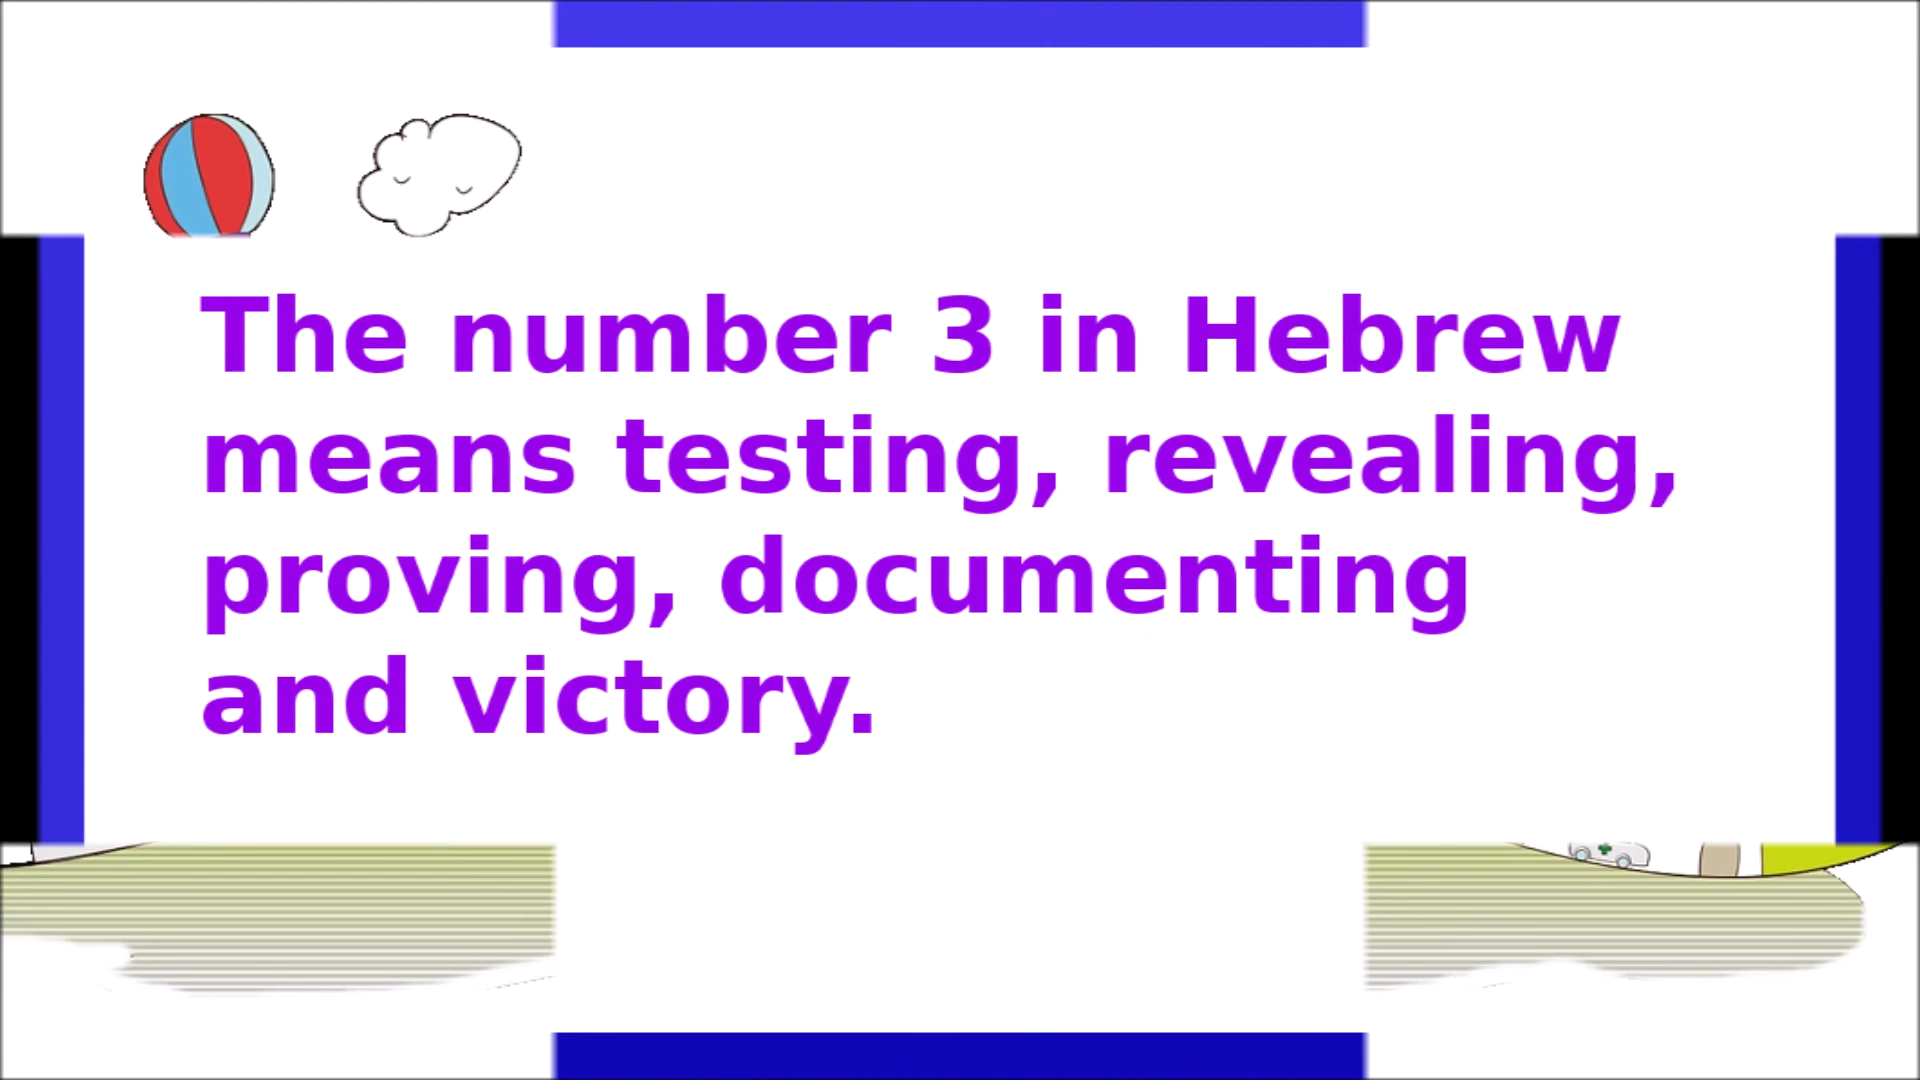 The number 3 in Hebrew
means testing, revealing,
proving, documenting
and victory.